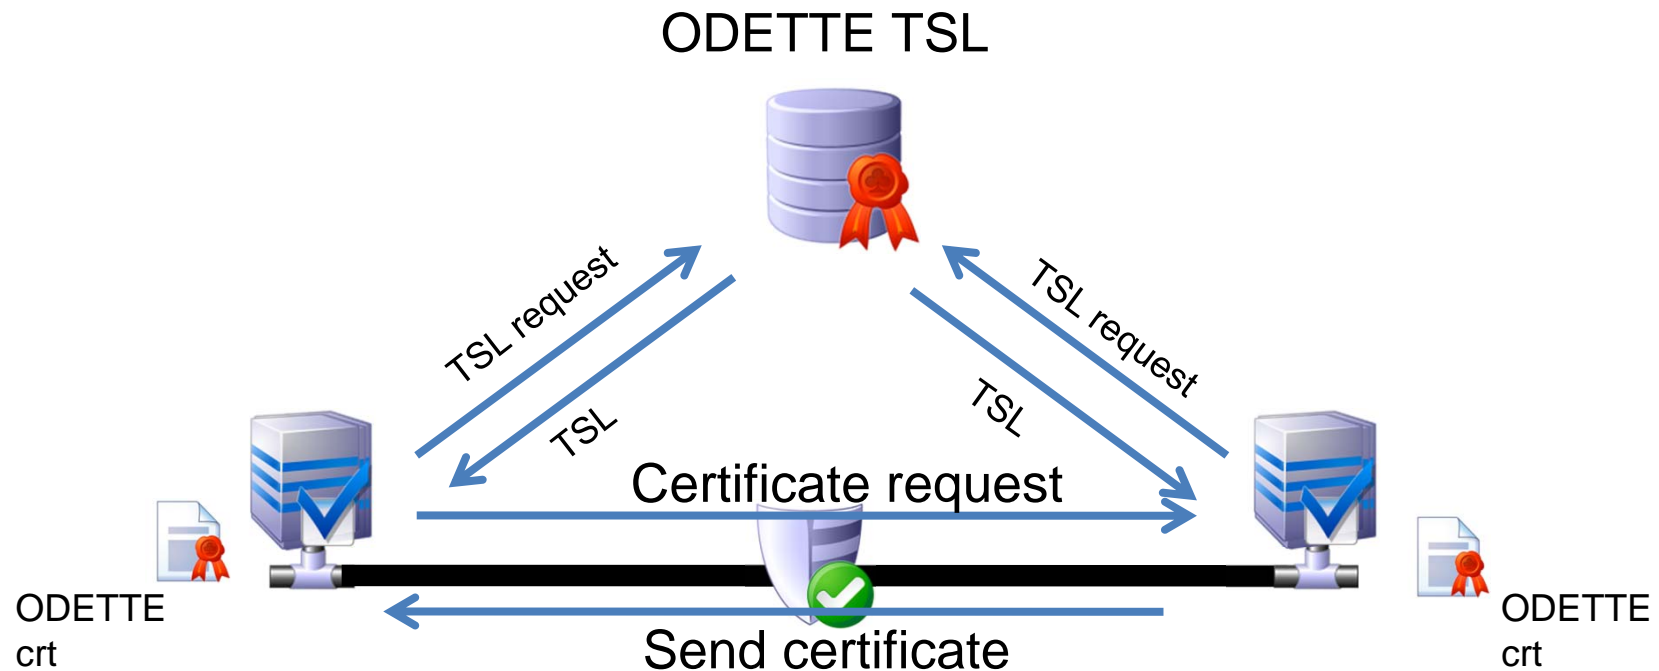 ODETTE TSL
TSL request
TSL request
TSL
TSL
Certificate request
ODETTE
crt
ODETTE
crt
Send certificate